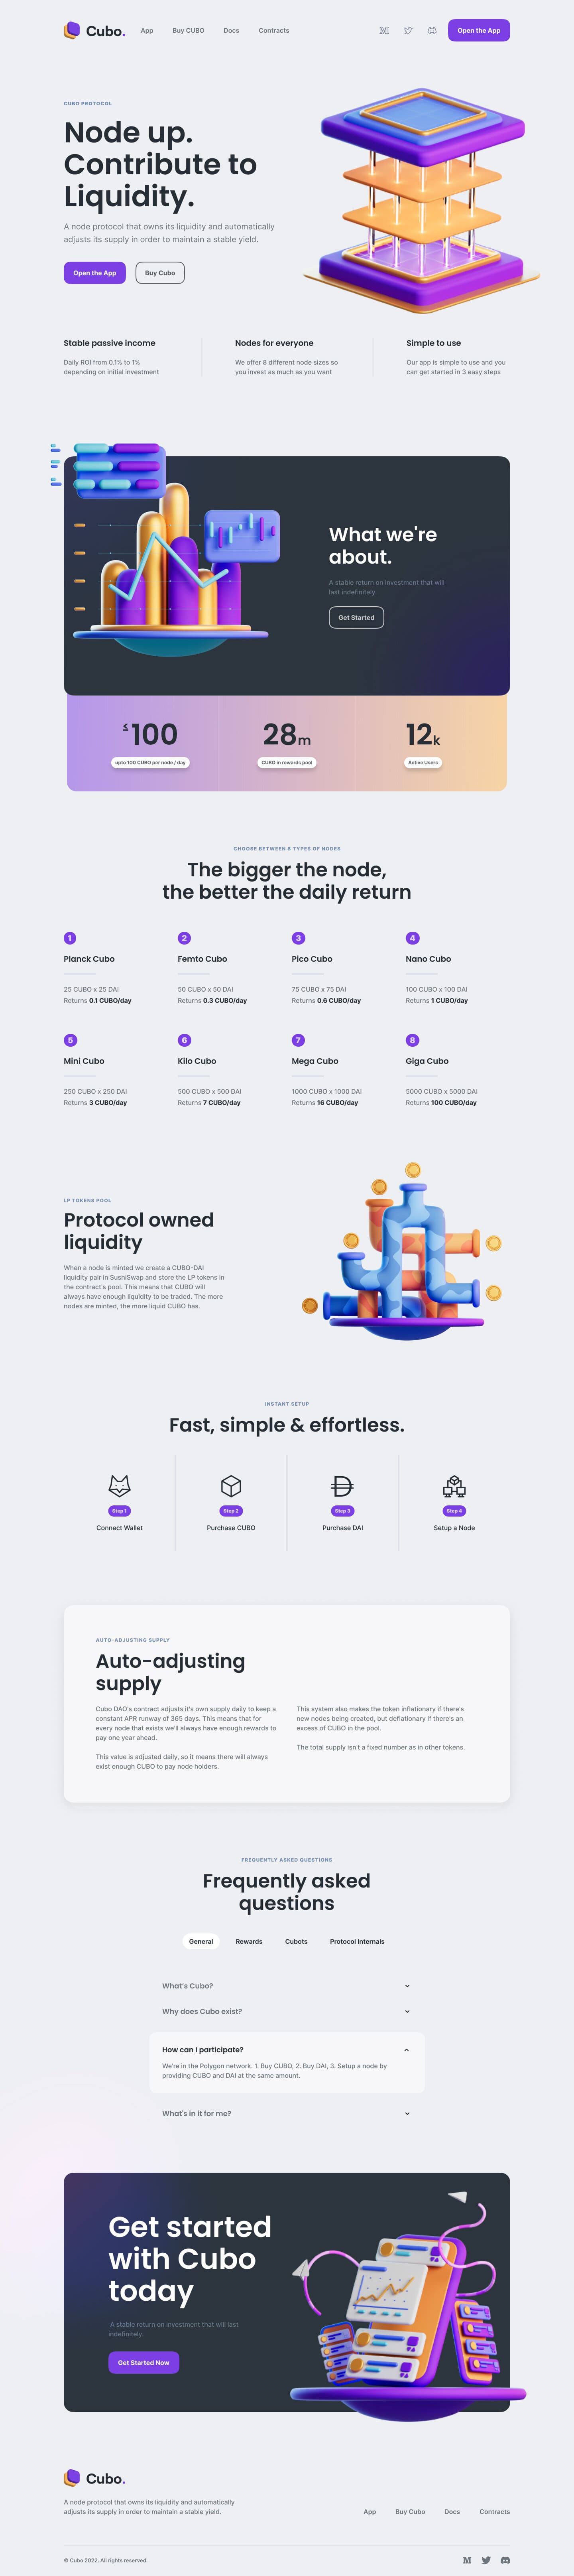 Cubo.
App
Buy CUBO
Docs
Contracts
Open the App
CUBO PROTOCOL
Node up.
Contribute to
Liquidity.
A node protocol that owns its liquidity and automatically
adjusts its supply in order to maintain a stable yield.
Open the App
Buy Cubo
Stable passive income
Daily ROI from 0.1% to 1%
depending on initial investment
Nodes for everyone
We offer 8 different node sizes so
you invest as much as you want
Simple to use
Our app is simple to use and you
can get started in 3 easy steps
What we're
about.
A stable return on investment that will
last indefinitely.
Get Started
≤100
upto 100 CUBO per node / day
28m
CUBO in rewards pool
12k
Active Users
CHOOSE BETWEEN 8 TYPES OF NODES
The bigger the node,
the better the daily return
1
Planck Cubo
25 CUBO x 25 DAI
Returns 0.1 CUBO/day
2
Femto Cubo
50 CUBO x 50 DAI
Returns 0.3 CUBO/day
3
Pico Cubo
75 CUBO x 75 DAI
Returns 0.6 CUBO/day
4
Nano Cubo
100 CUBO x 100 DAI
Returns 1 CUBO/day
5
Mini Cubo
250 CUBO x 250 DAI
Returns 3 CUBO/day
6
Kilo Cubo
500 CUBO x 500 DAI
Returns 7 CUBO/day
7
Mega Cubo
1000 CUBO x 1000 DAI
Returns 16 CUBO/day
8
Giga Cubo
5000 CUBO x 5000 DAI
Returns 100 CUBO/day
LP TOKENS POOL
Protocol owned
liquidity
When a node is minted we create a CUBO-DAI
liquidity pair in SushiSwap and store the LP tokens in
the contract's pool. This means that CUBO will
always have enough liquidity to be traded. The more
nodes are minted, the more liquid CUBO has.
INSTANT SETUP
Fast, simple & effortless.
Step 1
Connect Wallet
Step 2
Purchase CUBO
Step 3
Purchase DAI
Step 4
Setup a Node
AUTO-ADJUSTING SUPPLY
Auto-adjusting
supply
Cubo DAO's contract adjusts it's own supply daily to keep a
constant APR runway of 365 days. This means that for
every node that exists we'll always have enough rewards to
pay one year ahead.
This value is adjusted daily, so it means there will always
exist enough CUBO to pay node holders.
This system also makes the token inflationary if there's
new nodes being created, but deflationary if there's an
excess of CUBO in the pool.
The total supply isn't a fixed number as in other tokens.
FREQUENTLY ASKED QUESTIONS
Frequently asked
questions
General
Rewards
Cubots
Protocol Internals
What's Cubo?
Why does Cubo exist?
How can I participate?
We're in the Polygon network. 1. Buy CUBO, 2. Buy DAI, 3. Setup a node by
providing CUBO and DAI at the same amount.
What's in it for me?
Get started
with Cubo
today
A stable return on investment that will last
indefinitely.
Get Started Now
Cubo.
A node protocol that owns its liquidity and automatically
adjusts its supply in order to maintain a stable yield.
App
Buy Cubo
Docs
Contracts
© Cubo 2022. All rights reserved.